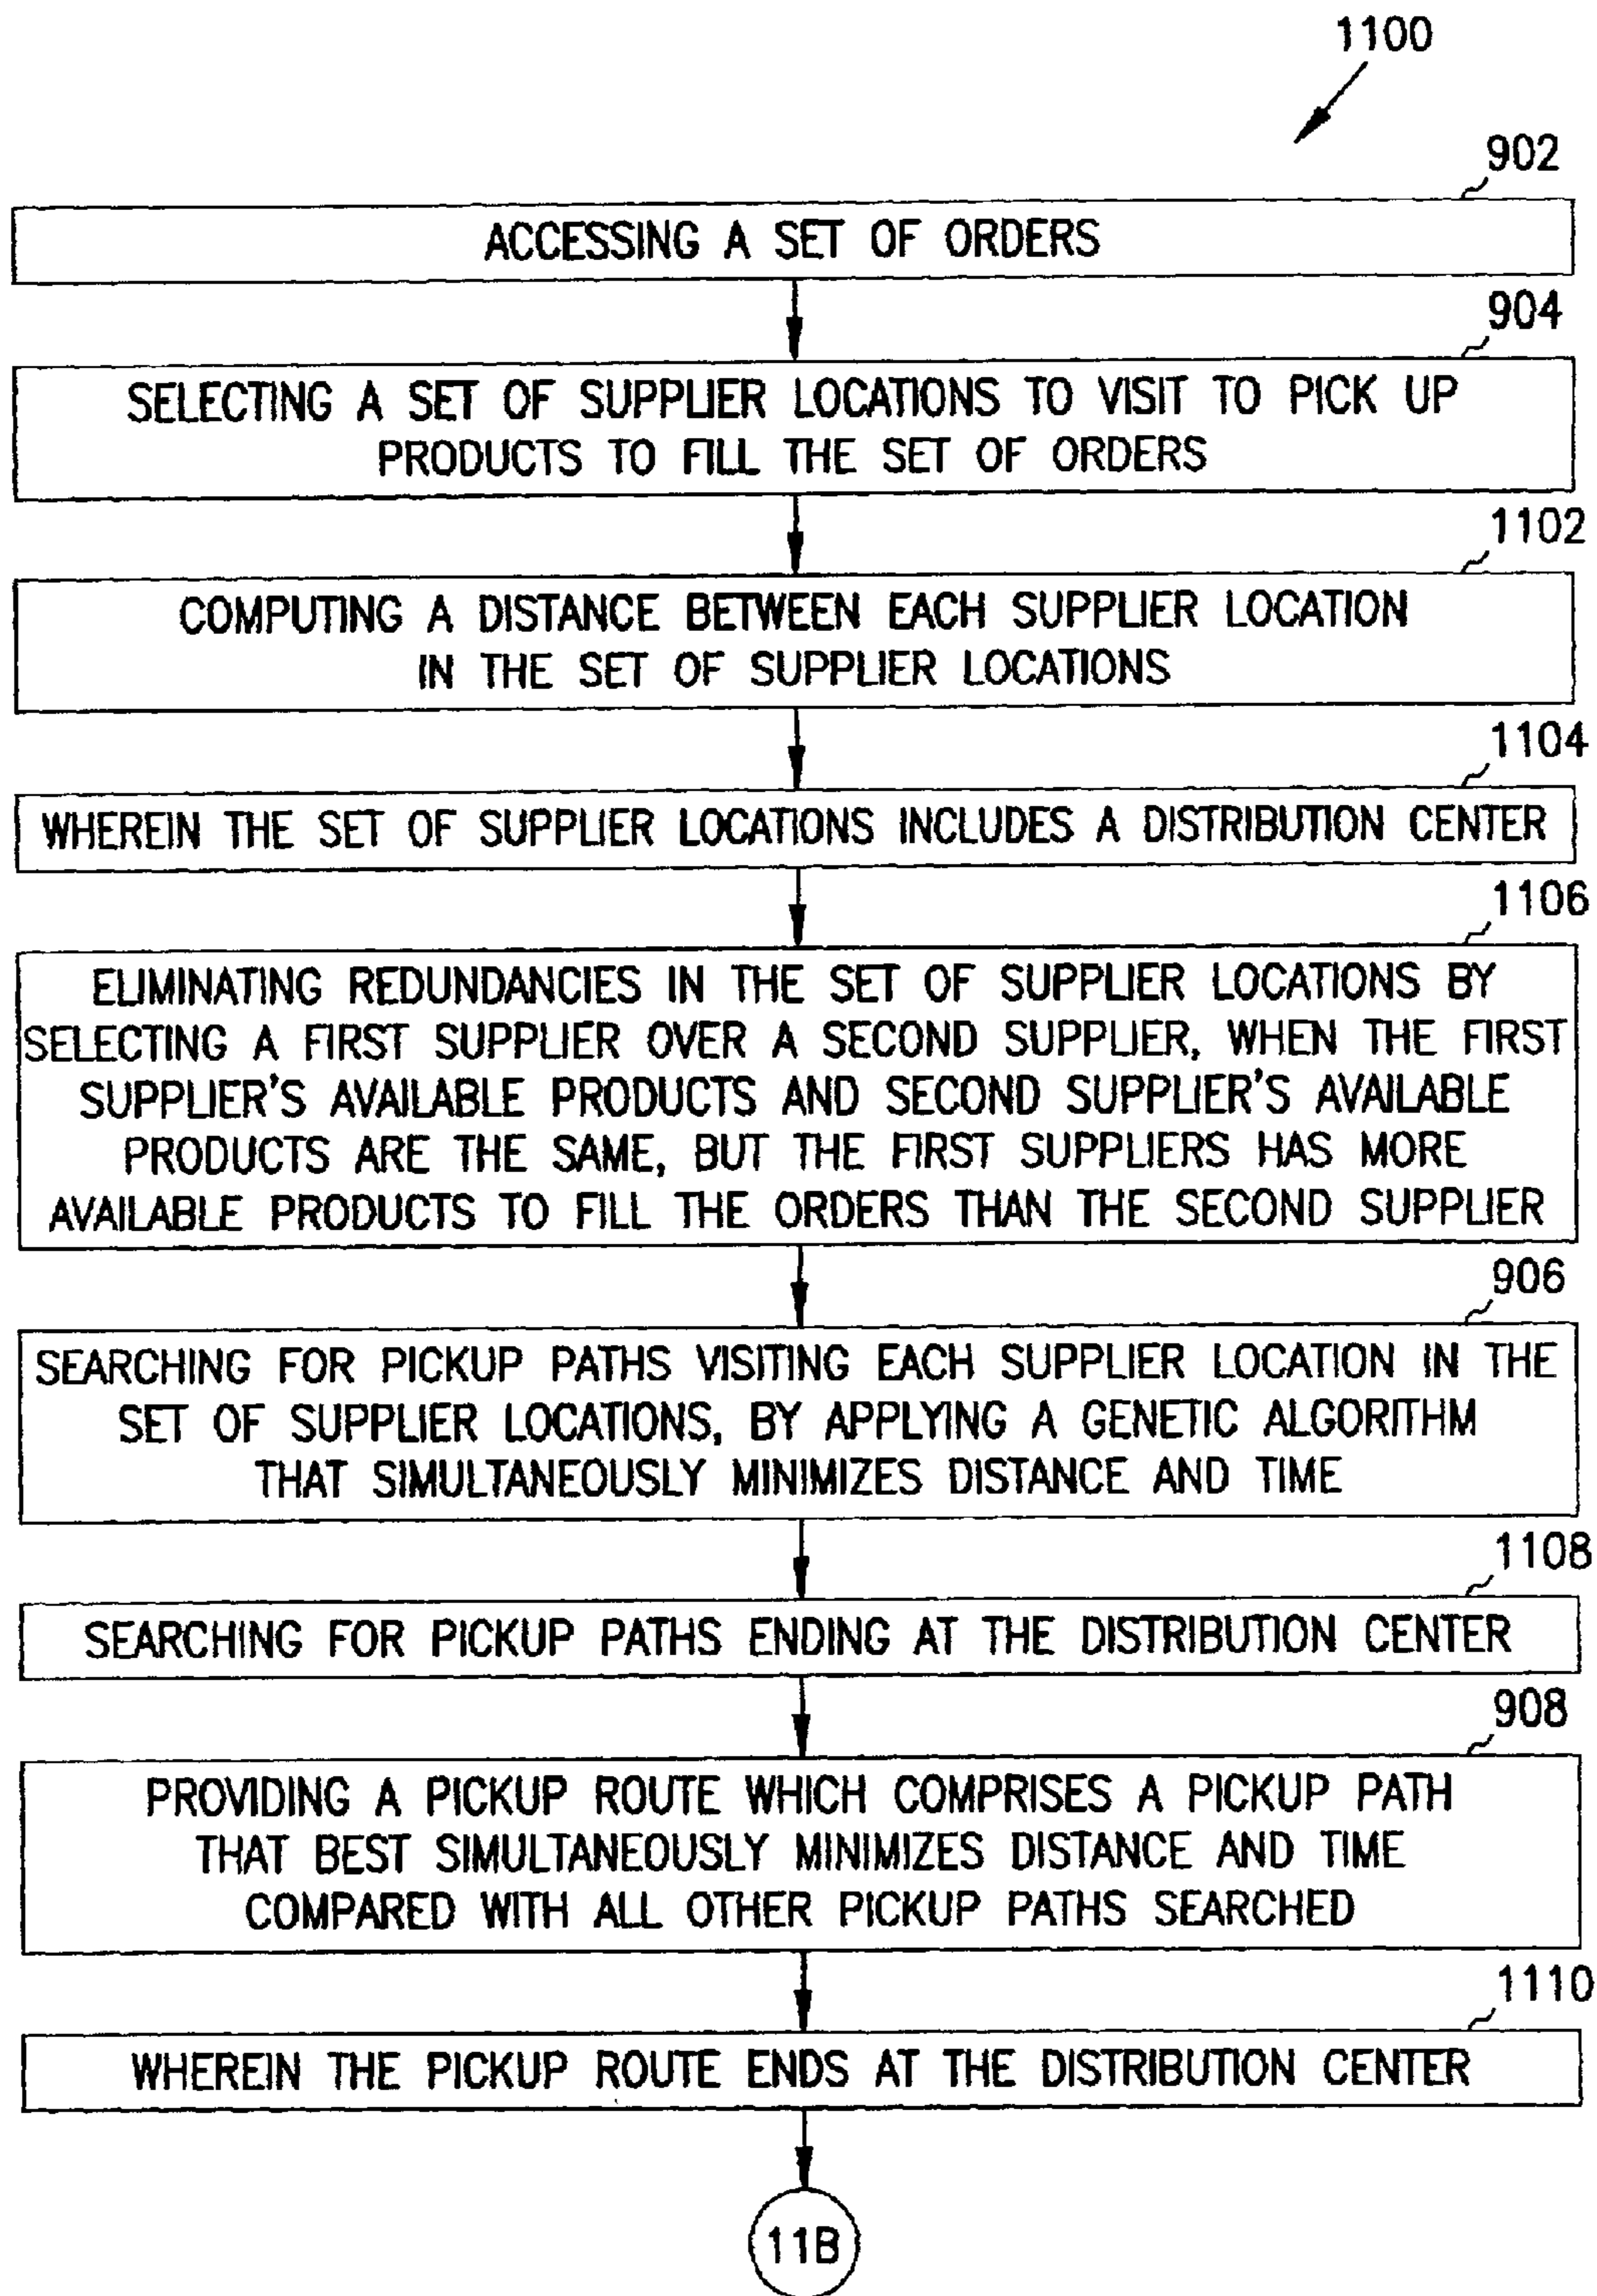 1100
902
ACCESSING A SET OF ORDERS
904
SELECTING A SET OF SUPPLIER LOCATIONS TO VISIT TO PICK UP
PRODUCTS TO FILL THE SET OF ORDERS
1102
COMPUTING A DISTANCE BETWEEN EACH SUPPLIER LOCATION
IN THE SET OF SUPPLIER LOCATIONS
1104
WHEREIN THE SET OF SUPPLIER LOCATIONS INCLUDES A DISTRIBUTION CENTER
1106
ELIMINATING REDUNDANCIES IN THE SET OF SUPPLIER LOCATIONS BY
SELECTING A FIRST SUPPLIER OVER A SECOND SUPPLIER, WHEN THE FIRST
SUPPLIER'S AVAILABLE PRODUCTS AND SECOND SUPPLIER'S AVAILABLE
PRODUCTS ARE THE SAME, BUT THE FIRST SUPPLIERS HAS MORE
AVAILABLE PRODUCTS TO FILL THE ORDERS THAN THE SECOND SUPPLIER
906
SEARCHING FOR PICKUP PATHS VISITING EACH SUPPLIER LOCATION IN THE
SET OF SUPPLIER LOCATIONS, BY APPLYING A GENETIC ALGORITHM
THAT SIMULTANEOUSLY MINIMIZES DISTANCE AND TIME
1108
SEARCHING FOR PICKUP PATHS ENDING AT THE DISTRIBUTION CENTER
908
PROVIDING A PICKUP ROUTE WHICH COMPRISES A PICKUP PATH
THAT BEST SIMULTANEOUSLY MINIMIZES DISTANCE AND TIME
COMPARED WITH ALL OTHER PICKUP PATHS SEARCHED
1110
WHEREIN THE PICKUP ROUTE ENDS AT THE DISTRIBUTION CENTER
11B